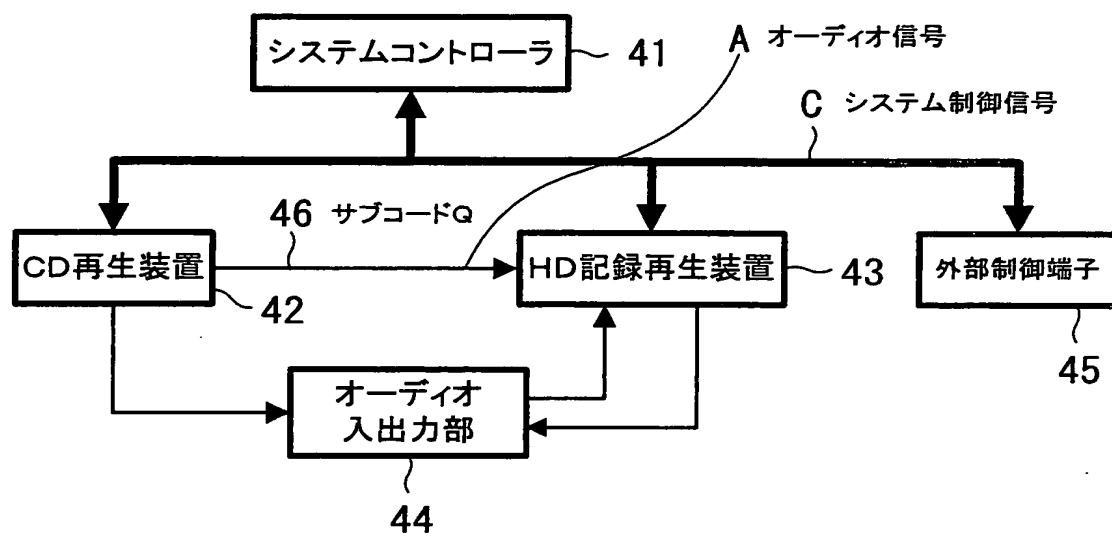 システムコントローラ 41
A オーディオ信号
C システム制御信号
46 サブコードQ
CD再生装置
42
HD記録再生装置
43
外部制御端子
45
オーディオ
入出力部
44